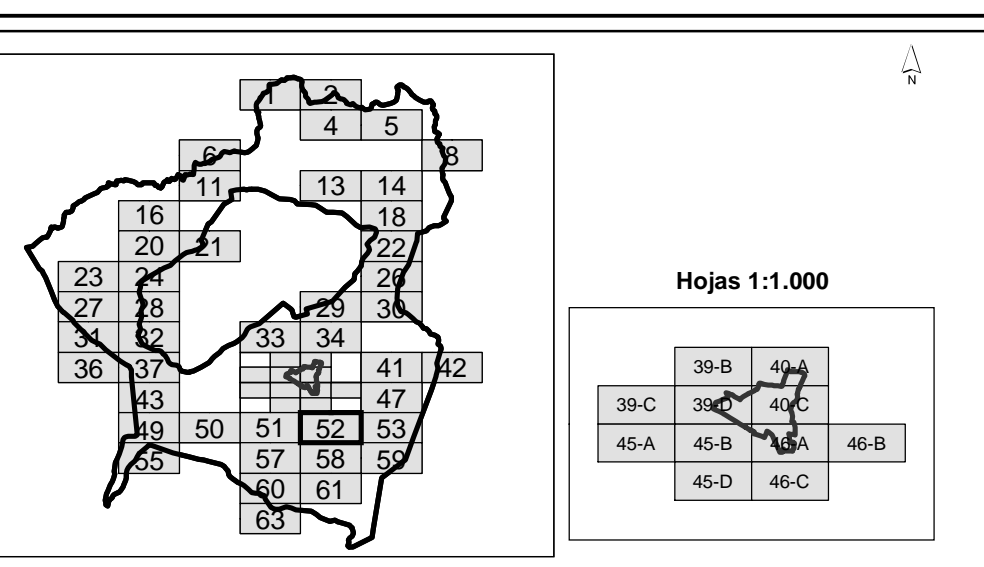 N
1 2
4 5
6 8
11 13 14
16 18
20 21 22
23 24 26
27 28 29 30
31 32 33 34
36 37 41 42
43 47
49 50 51 52 53
55 57 58 59
60 61
63
Hojas 1:1.000
39-B 40-A
39-C 39-D 40-C
45-A 45-B 46-A 46-B
45-D 46-C